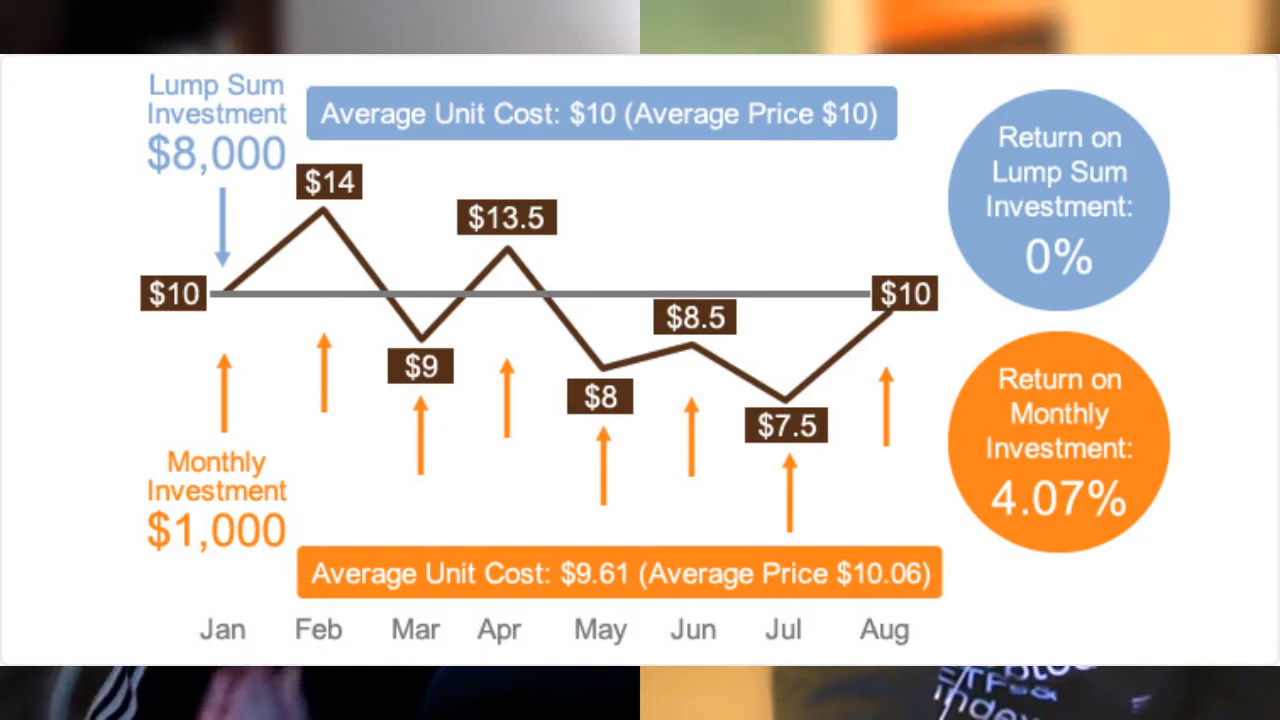 Lump Sum
Investment
$8,000
Average Unit Cost: $10 (Average Price $10)
Return on
Lump Sum
Investment:
0%
$14
$13.5
$10
$10
$8.5
$9
$8
$7.5
Return on
Monthly
Investment:
4.07%
Monthly
Investment
$1,000
Average Unit Cost: $9.61 (Average Price $10.06)
Jan Feb Mar Apr May Jun Jul Aug